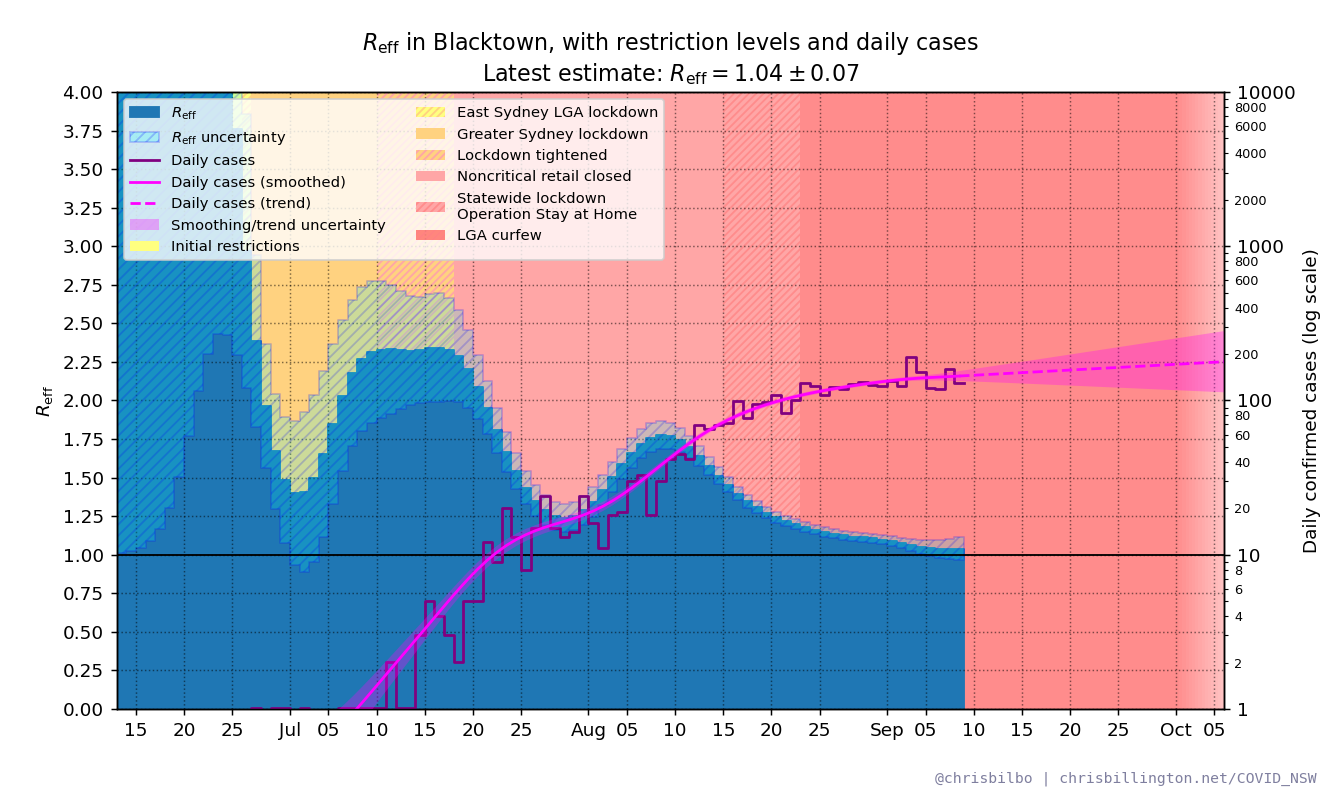 Reff in Blacktown, with restriction levels and daily cases
Latest estimate: Reff = 1.04 ± 0.07
Reff
Reff uncertainty
Daily cases
Daily cases (smoothed)
Daily cases (trend)
Smoothing/trend uncertainty
Initial restrictions
East Sydney LGA lockdown
Greater Sydney lockdown
Lockdown tightened
Noncritical retail closed
Statewide lockdown
Operation Stay at Home
LGA curfew
Reff
4.00
3.75
3.50
3.25
3.00
2.75
2.50
2.25
2.00
1.75
1.50
1.25
1.00
0.75
0.50
0.25
0.00
10000
8000
6000
4000
2000
1000
800
600
400
200
100
80
60
40
20
10
8
6
4
2
1
Daily confirmed cases (log scale)
15 20 25 Jul 05 10 15 20 25 Aug 05 10 15 20 25 Sep 05 10 15 20 25 Oct 05
@chrisbilbo | chrisbillington.net/COVID_NSW